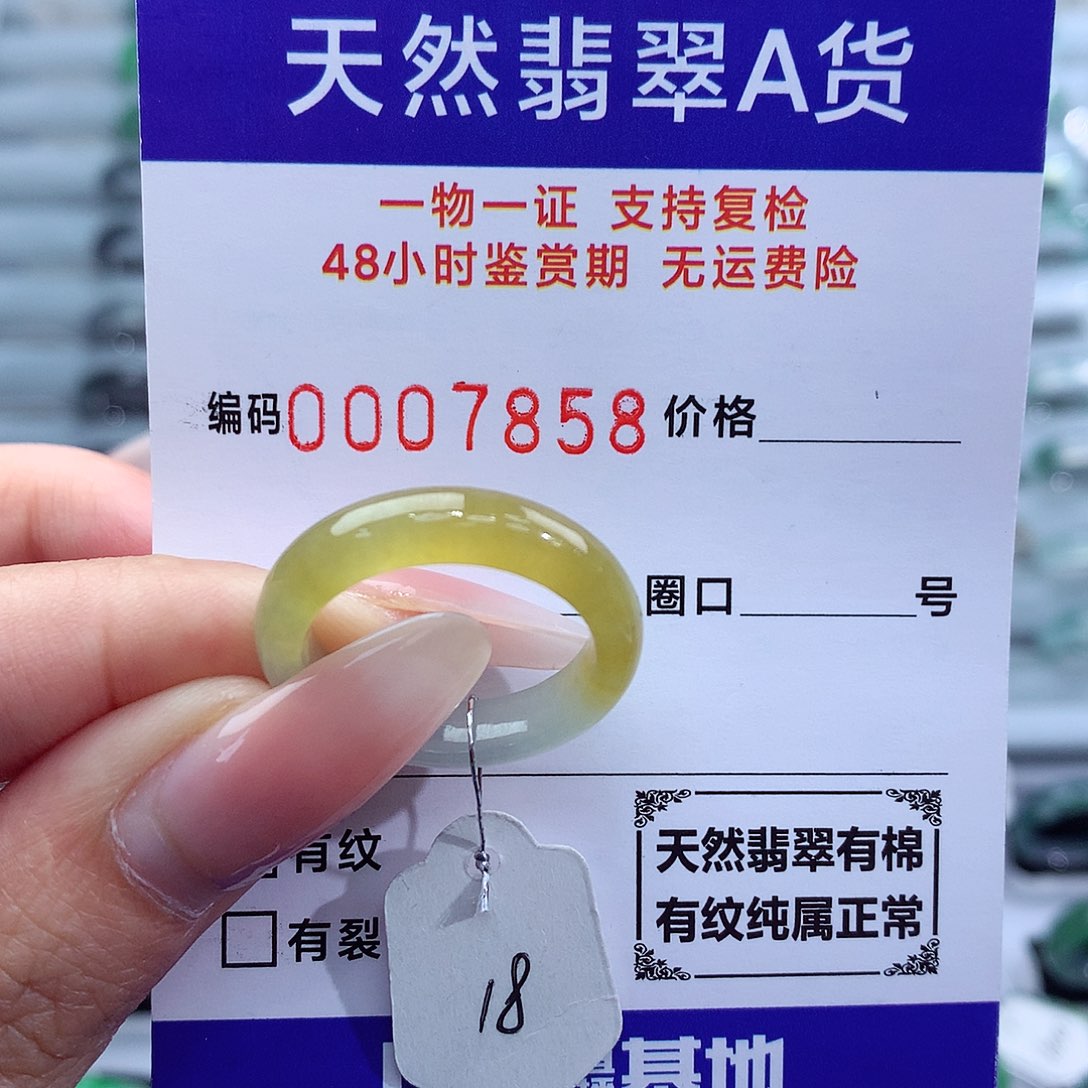 天然翡翠A货
一物一证 支持复检
48小时鉴赏期 无运费险
编码0007858 价格
圈口 号
有纹
有裂
天然翡翠有棉
有纹纯属正常
18
基地